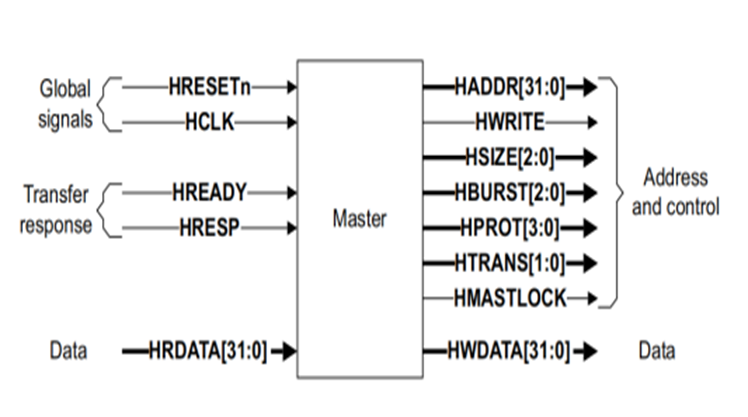 Global
signals
HRESETn
HCLK
Transfer
response
HREADY
HRESP
Data
HRDATA[31:0]
Master
HADDR[31:0]
HWRITE
HSIZE[2:0]
HBURST[2:0]
HPROT[3:0]
HTRANS[1:0]
HMASTLOCK
Address
and control
HWDATA[31:0]
Data